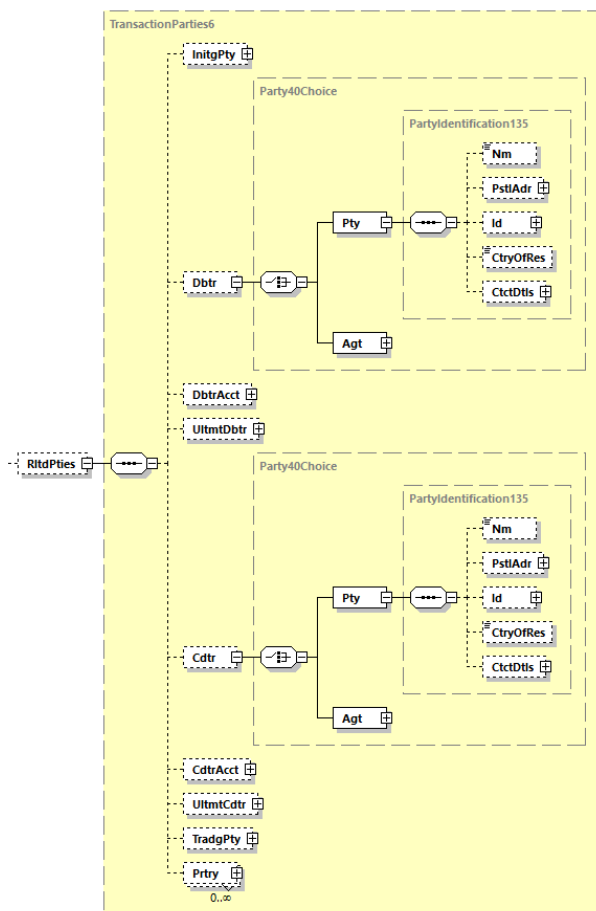 TransactionParties6
InitgPty
Party40Choice
PartyIdentification135
Nm
PstlAdr
Pty
Id
CtryOfRes
Dbtr
CtctDtls
Agt
DbtrAcct
UltmtDbtr
RltdPties
Party40Choice
PartyIdentification135
Nm
PstlAdr
Pty
Id
CtryOfRes
Cdtr
CtctDtls
Agt
CdtrAcct
UltmtCdtr
TradgPty
Prtry
0..∞